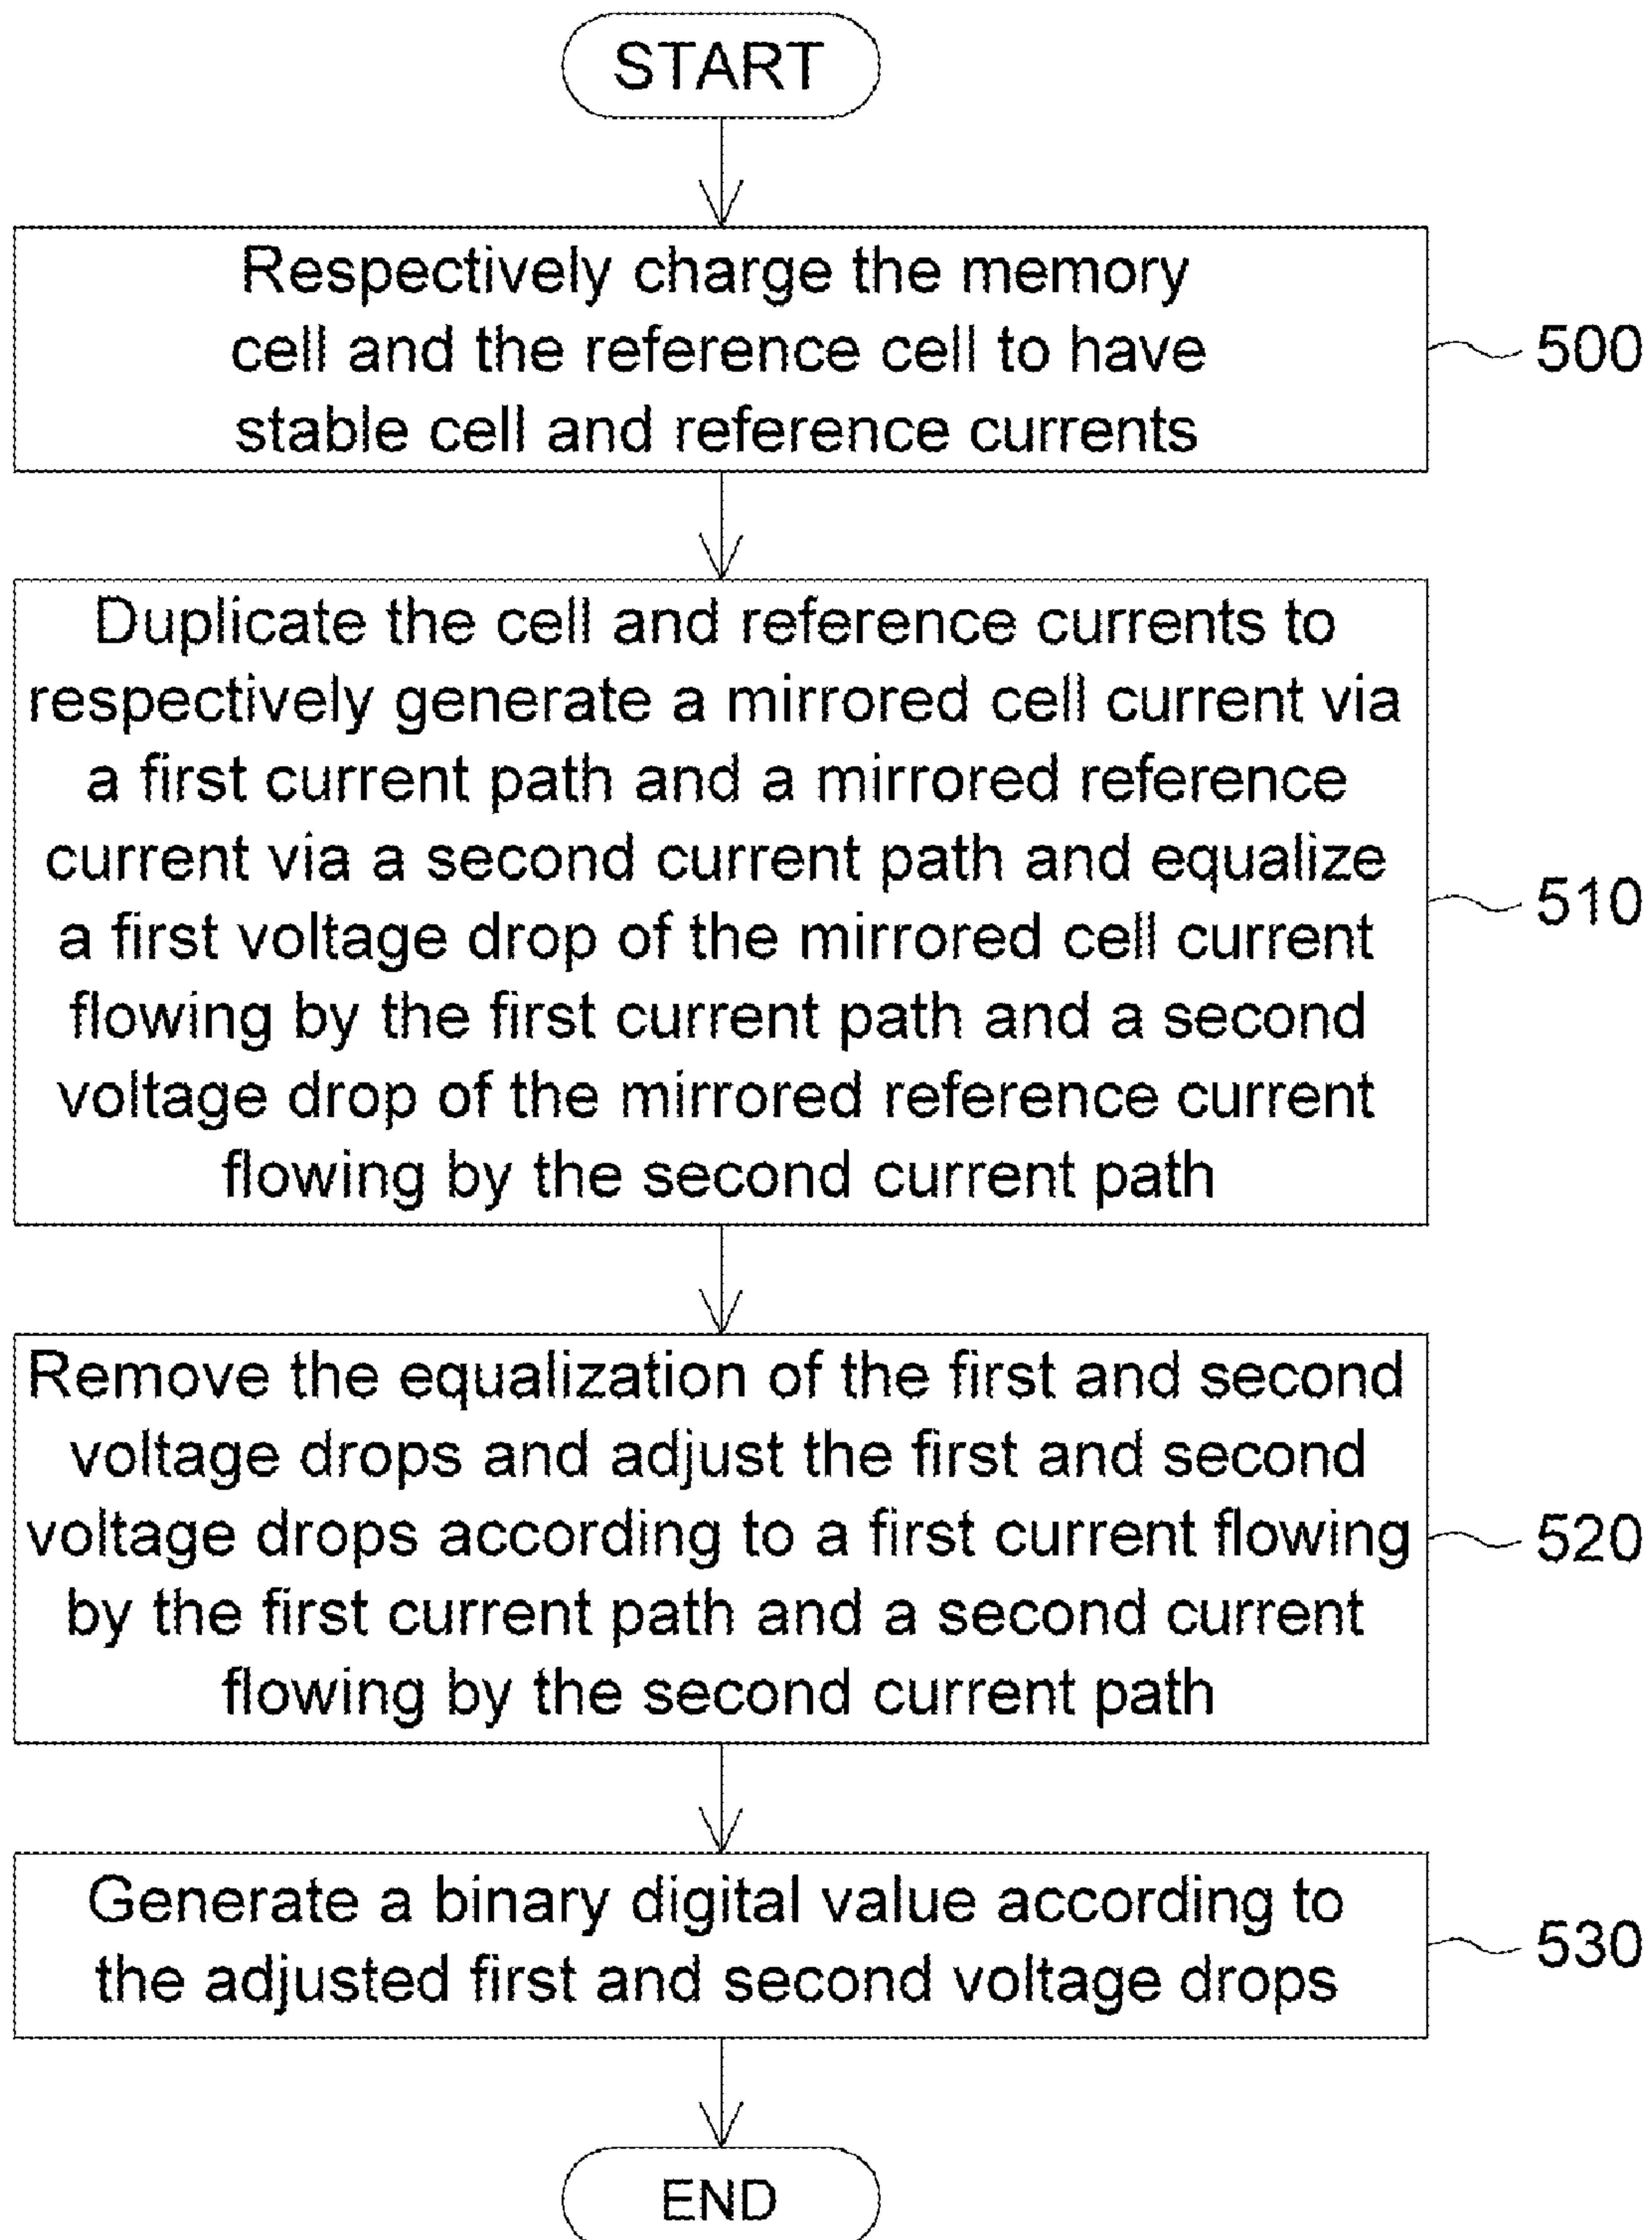 START
Respectively charge the memory
cell and the reference cell to have
stable cell and reference currents
500
Duplicate the cell and reference currents to
respectively generate a mirrored cell current via
a first current path and a mirrored reference
current via a second current path and equalize
a first voltage drop of the mirrored cell current
flowing by the first current path and a second
voltage drop of the mirrored reference current
flowing by the second current path
510
Remove the equalization of the first and second
voltage drops and adjust the first and second
voltage drops according to a first current flowing
by the first current path and a second current
flowing by the second current path
520
Generate a binary digital value according to
the adjusted first and second voltage drops
530
END